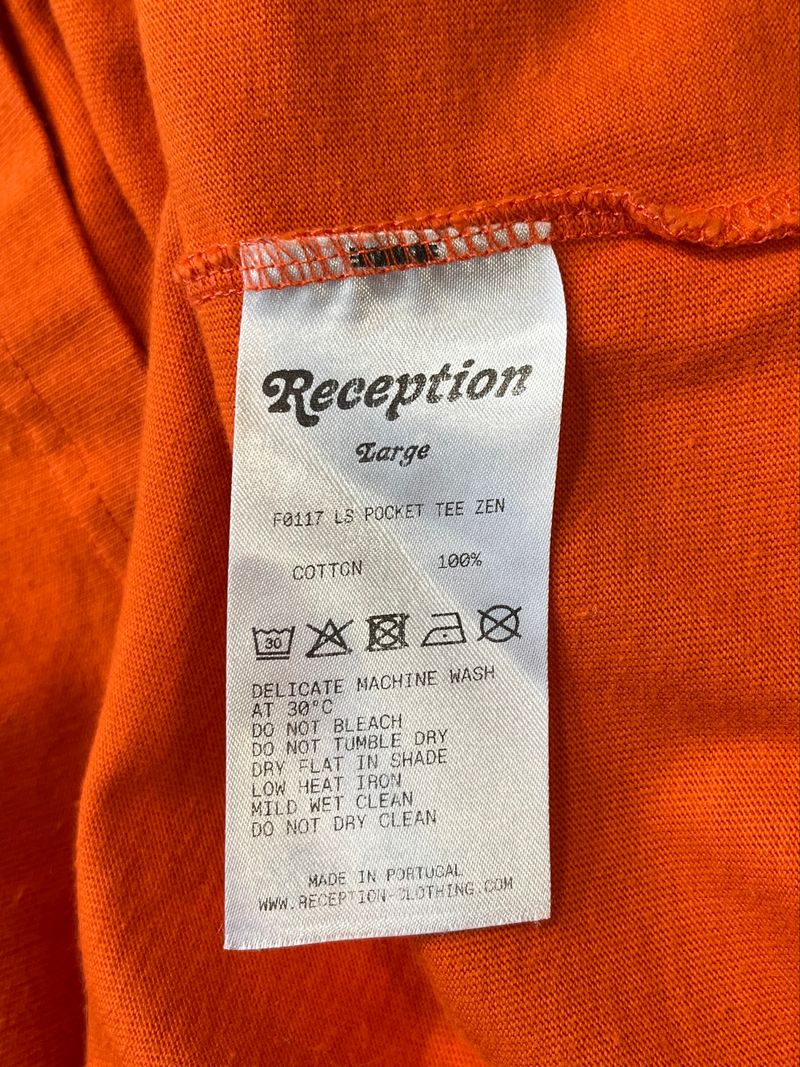 Reception
Large
F0117 LS POCKET TEE ZEN
COTTON 100%
30
DELICATE MACHINE WASH
AT 30°C
DO NOT BLEACH
DO NOT TUMBLE DRY
DRY FLAT IN SHADE
LOW HEAT IRON
MILD WET CLEAN
DO NOT DRY CLEAN
MADE IN PORTUGAL
WWW.RECEPTION-CLOTHING.COM